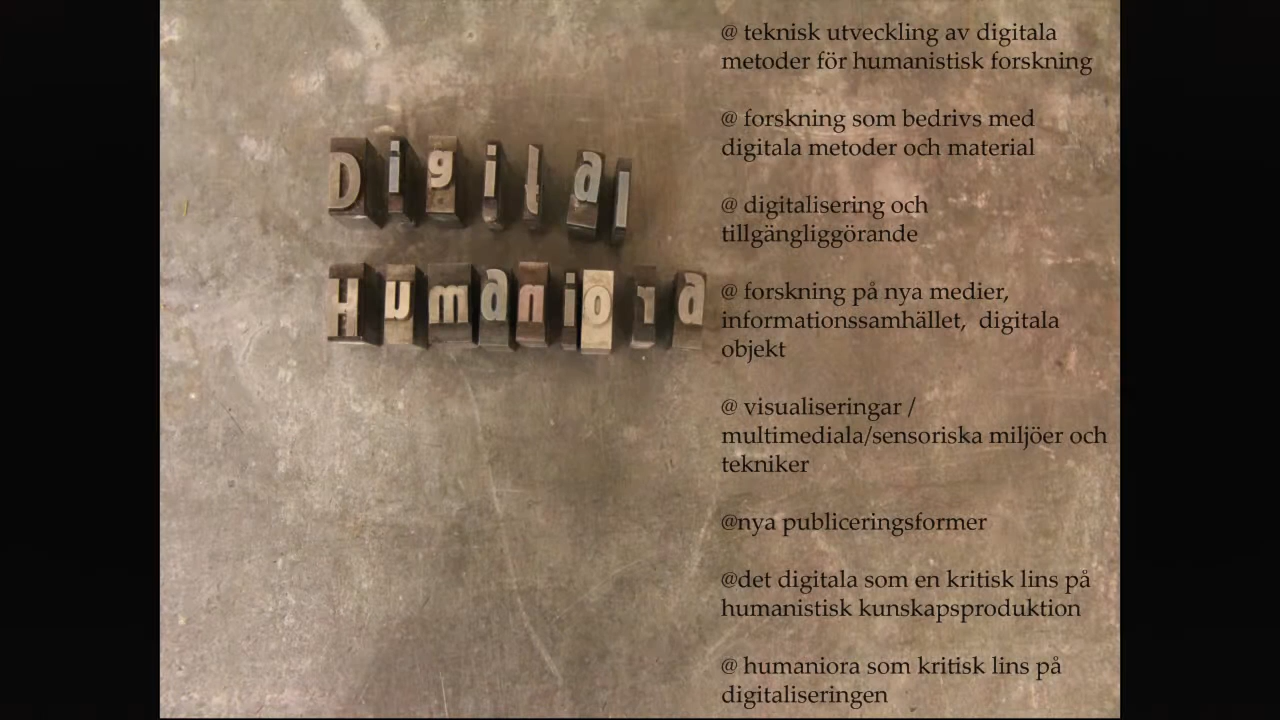 Digital
Humaniora
@ teknisk utveckling av digitala
metoder för humanistisk forskning
@ forskning som bedrivs med
digitala metoder och material
@ digitalisering och
tillgängliggörande
@ forskning på nya medier,
informationssamhället,  digitala
objekt
@ visualiseringar /
multimediala/sensoriska miljöer och
tekniker
@nya publiceringsformer
@det digitala som en kritisk lins på
humanistisk kunskapsproduktion
@ humaniora som kritisk lins på
digitaliseringen